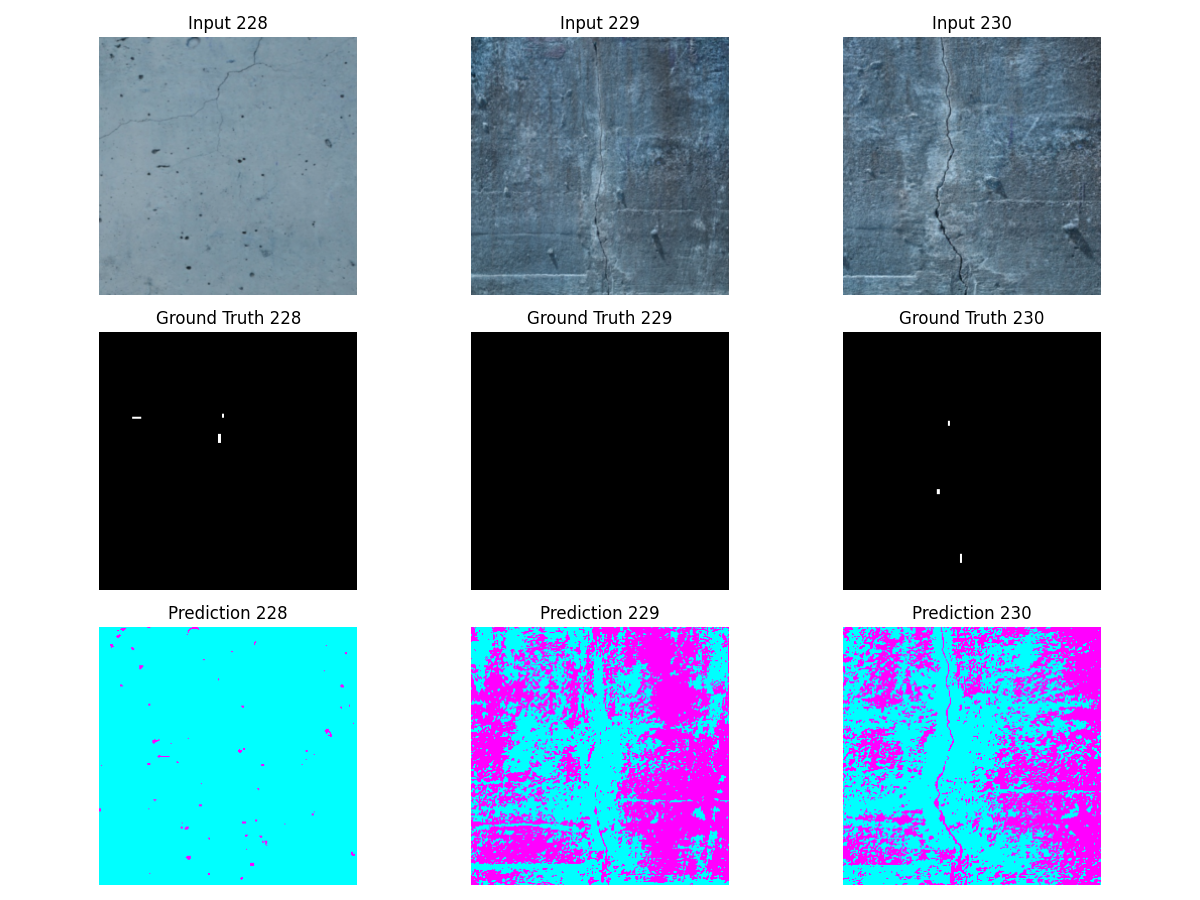 Input 228
Input 229
Input 230
Ground Truth 228
Ground Truth 229
Ground Truth 230
Prediction 228
Prediction 229
Prediction 230